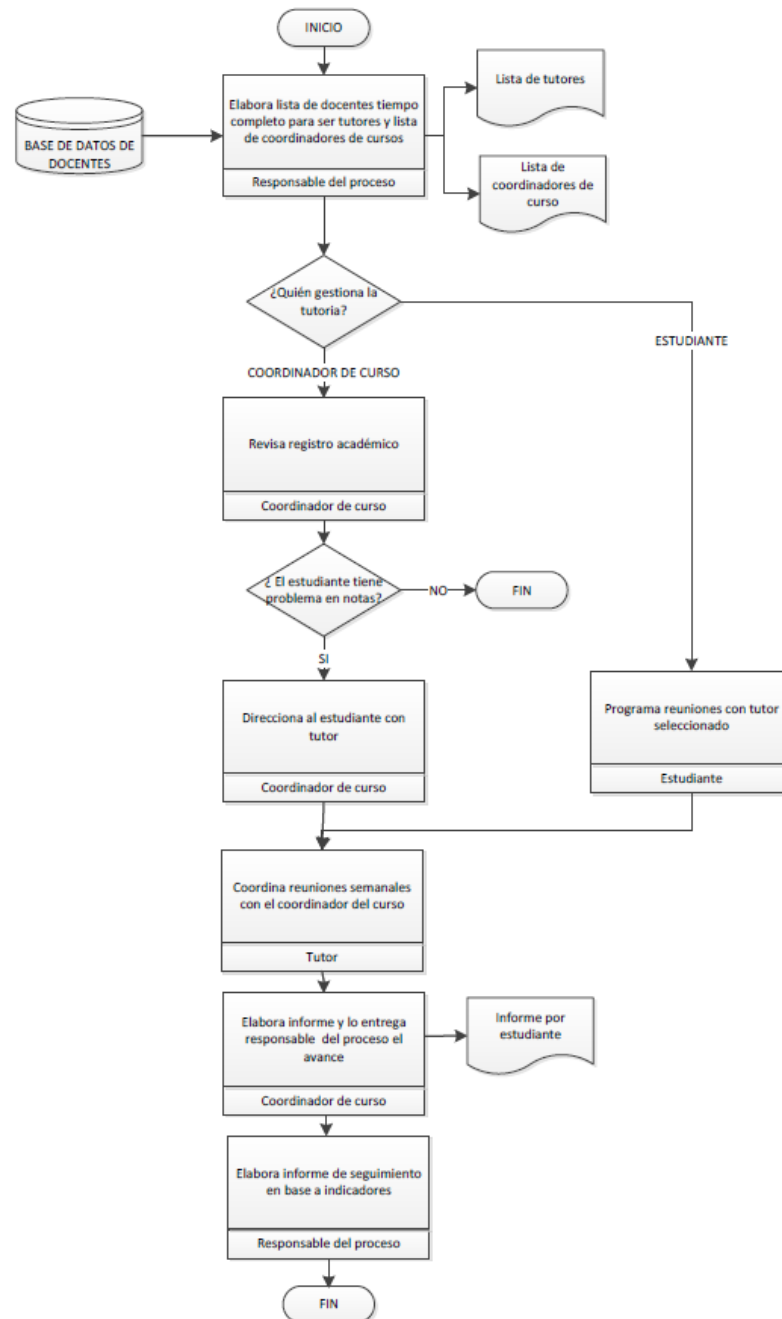 INICIO
Elabora lista de docentes tiempo
completo para ser tutores y lista
de coordinadores de cursos
Responsable del proceso
BASE DE DATOS DE
DOCENTES
Lista de tutores
Lista de
coordinadores de
curso
¿Quién gestiona la
tutoria?
ESTUDIANTE
COORDINADOR DE CURSO
Revisa registro académico
Coordinador de curso
¿ El estudiante tiene
problema en notas?
NO
FIN
SI
Direcciona al estudiante con
tutor
Coordinador de curso
Programa reuniones con tutor
seleccionado
Estudiante
Coordina reuniones semanales
con el coordinador del curso
Tutor
Elabora informe y lo entrega
responsable del proceso el
avance
Coordinador de curso
Informe por
estudiante
Elabora informe de seguimiento
en base a indicadores
Responsable del proceso
FIN